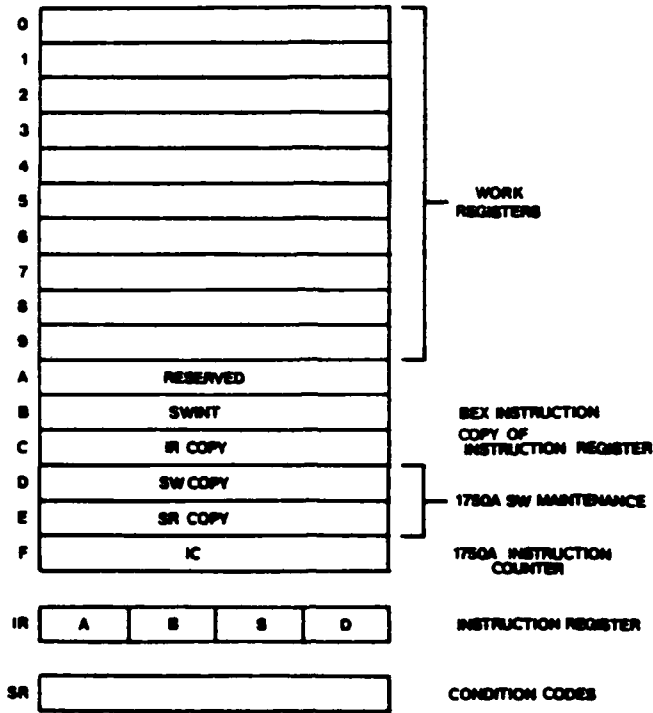 0
1
2
3
4
5
6
7
8
9
WORK
REGISTERS
A RESERVED
B SWINT BEX INSTRUCTION
C IR COPY COPY OF
INSTRUCTION REGISTER
D SW COPY
1750A SW MAINTENANCE
E SR COPY
F IC 1750A INSTRUCTION
COUNTER
IR A B S D INSTRUCTION REGISTER
SR CONDITION CODES